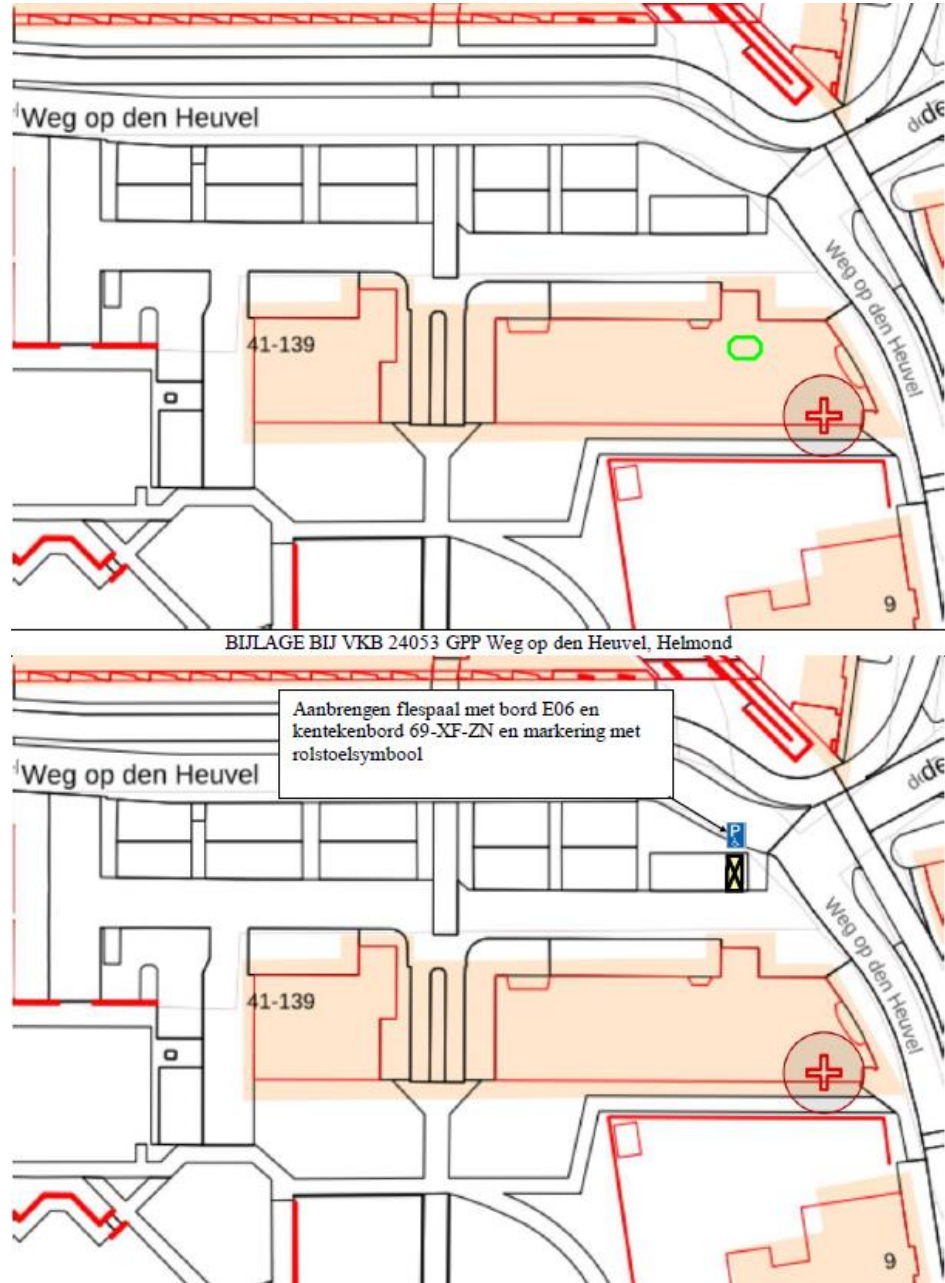 Weg op den Heuvel
de
Weg op den Heuvel
41-139
9
BIJLAGE BIJ VKB 24053 GPP Weg op den Heuvel, Helmond
Aanbrengen flespaal met bord E06 en
kentekenbord 69-XF-ZN en markering met
rolstoelsymbool
Weg op den Heuvel
de
P
Weg op den Heuvel
41-139
9